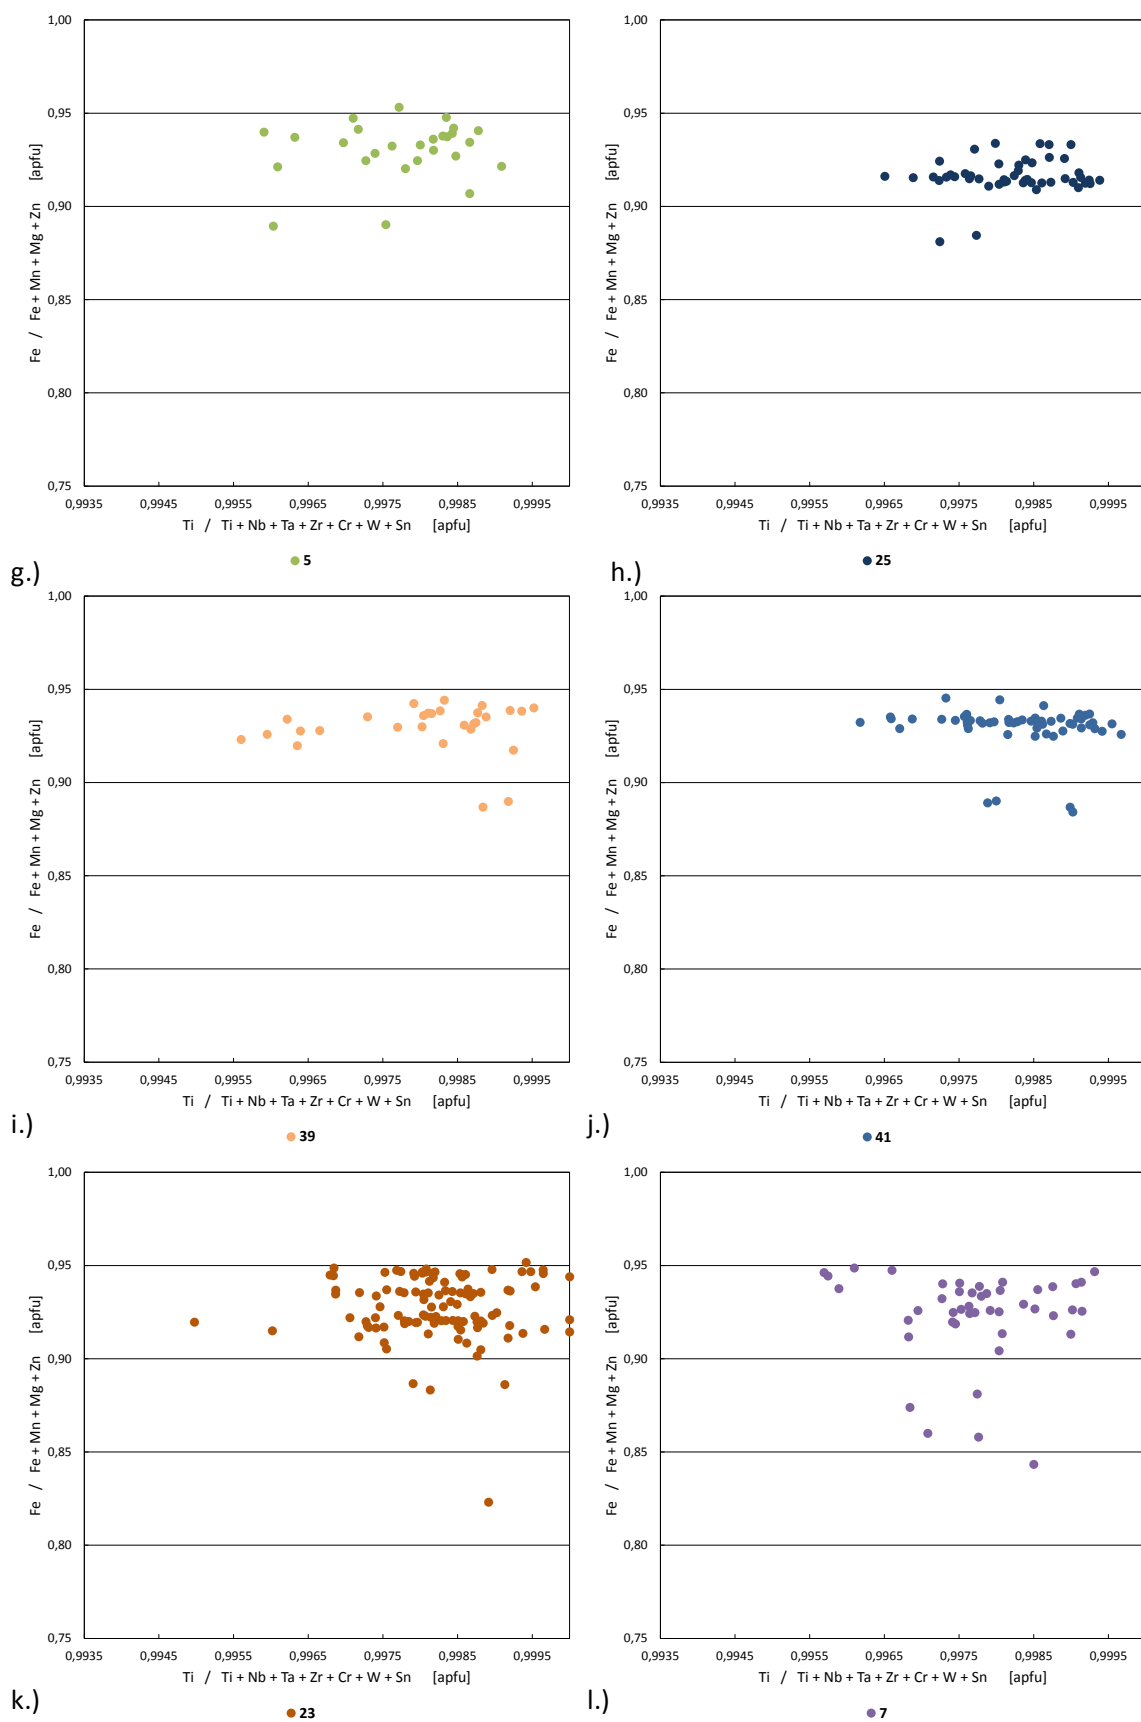 1,00 1,00
0,95 0,95
0,90 0,90
0,85 0,85
0,80 0,80
0,75 0,75
Fe / Fe + Mn + Mg + Zn [apfu]
Fe / Fe + Mn + Mg + Zn [apfu]
0,9935 0,9945 0,9955 0,9965 0,9975 0,9985 0,9995
0,9935 0,9945 0,9955 0,9965 0,9975 0,9985 0,9995
Ti / Ti + Nb + Ta + Zr + Cr + W + Sn [apfu]
Ti / Ti + Nb + Ta + Zr + Cr + W + Sn [apfu]
g.) 5
h.) 25
1,00 1,00
0,95 0,95
0,90 0,90
0,85 0,85
0,80 0,80
0,75 0,75
Fe / Fe + Mn + Mg + Zn [apfu]
Fe / Fe + Mn + Mg + Zn [apfu]
0,9935 0,9945 0,9955 0,9965 0,9975 0,9985 0,9995
0,9935 0,9945 0,9955 0,9965 0,9975 0,9985 0,9995
Ti / Ti + Nb + Ta + Zr + Cr + W + Sn [apfu]
Ti / Ti + Nb + Ta + Zr + Cr + W + Sn [apfu]
i.) 39
j.) 41
1,00 1,00
0,95 0,95
0,90 0,90
0,85 0,85
0,80 0,80
0,75 0,75
Fe / Fe + Mn + Mg + Zn [apfu]
Fe / Fe + Mn + Mg + Zn [apfu]
0,9935 0,9945 0,9955 0,9965 0,9975 0,9985 0,9995
0,9935 0,9945 0,9955 0,9965 0,9975 0,9985 0,9995
Ti / Ti + Nb + Ta + Zr + Cr + W + Sn [apfu]
Ti / Ti + Nb + Ta + Zr + Cr + W + Sn [apfu]
k.) 23
l.) 7